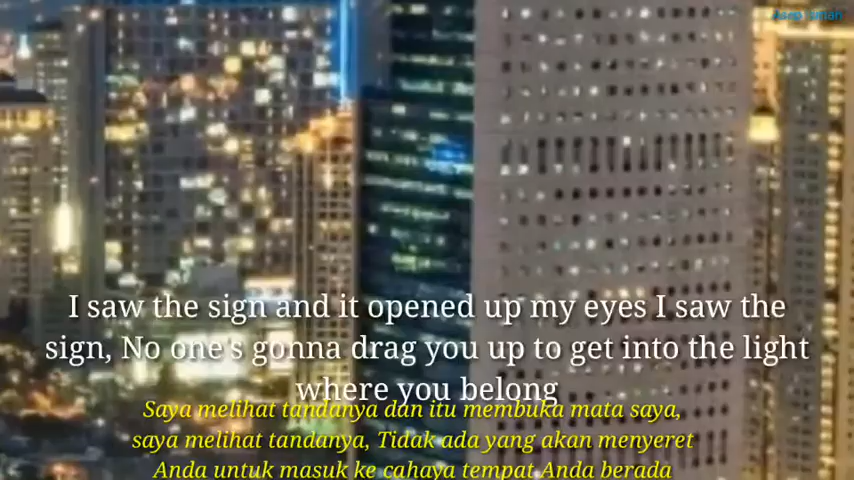 I saw the sign and it opened up my eyes I saw the
sign, No one's gonna drag you up to get into the light
where you belong
Saya melihat tandanya dan itu membuka mata saya,
saya melihat tandanya, Tidak ada yang akan menyeret
Anda untuk masuk ke cahaya tempat Anda berada